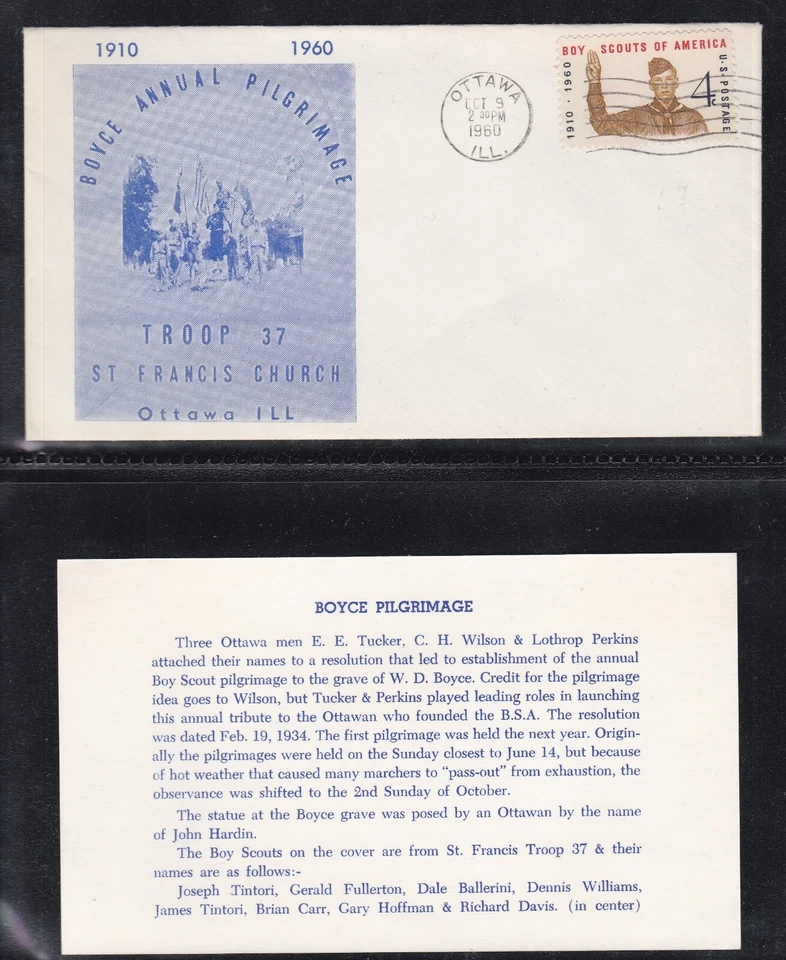 1910 1960
BOYCE ANNUAL PILGRIMAGE
TROOP 37
ST FRANCIS CHURCH
Ottawa ILL
OTTAWA
OCT 9
2 30PM
1960
ILL.
BOY SCOUTS OF AMERICA
1910 · 1960
4¢
U.S. POSTAGE
BOYCE PILGRIMAGE
Three Ottawa men E. E. Tucker, C. H. Wilson & Lothrop Perkins
attached their names to a resolution that led to establishment of the annual
Boy Scout pilgrimage to the grave of W. D. Boyce. Credit for the pilgrimage
idea goes to Wilson, but Tucker & Perkins played leading roles in launching
this annual tribute to the Ottawan who founded the B.S.A. The resolution
was dated Feb. 19, 1934. The first pilgrimage was held the next year. Origin-
ally the pilgrimages were held on the Sunday closest to June 14, but because
of hot weather that caused many marchers to "pass-out" from exhaustion, the
observance was shifted to the 2nd Sunday of October.
The statue at the Boyce grave was posed by an Ottawan by the name
of John Hardin.
The Boy Scouts on the cover are from St. Francis Troop 37 & their
names are as follows:-
Joseph Tintori, Gerald Fullerton, Dale Ballerini, Dennis Williams,
James Tintori, Brian Carr, Gary Hoffman & Richard Davis. (in center)